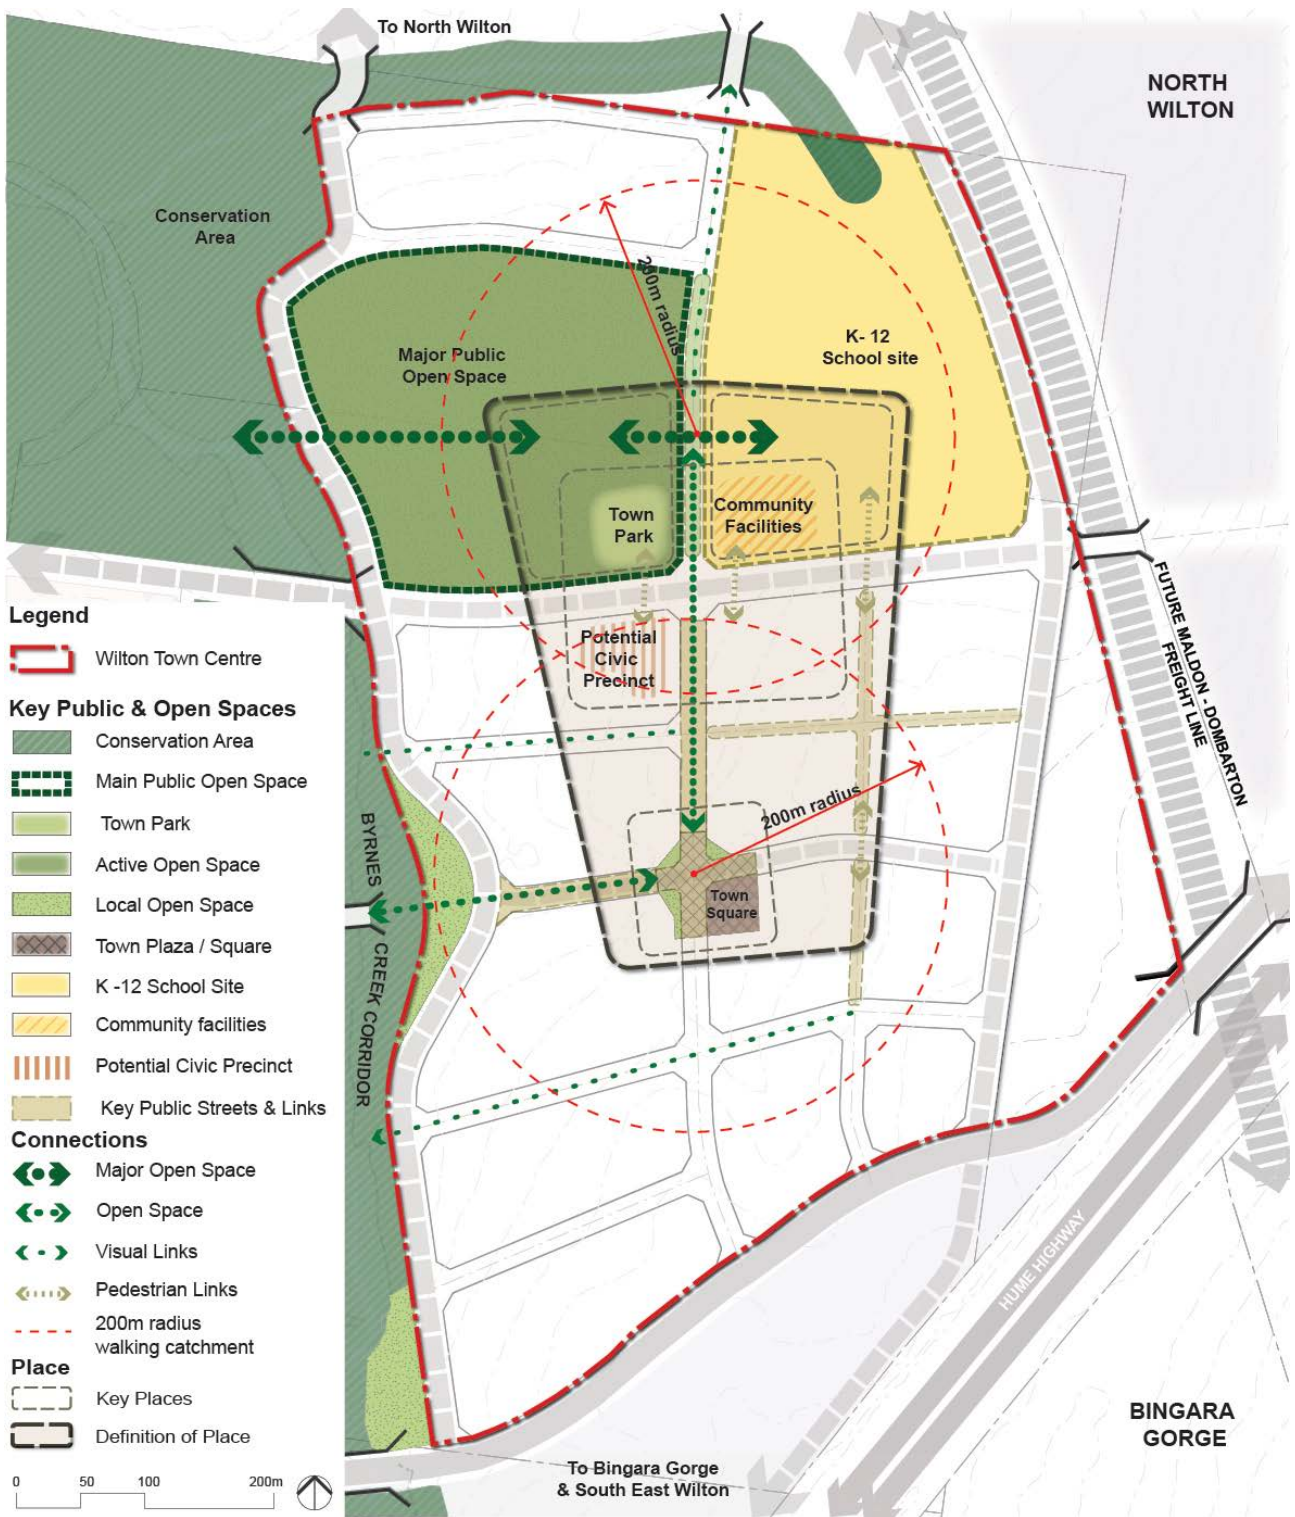 To North Wilton
NORTH
WILTON
Conservation
Area
200m radius
K- 12
School site
Major Public
Open Space
Town
Park
Community
Facilities
FUTURE MALDON - DOMBARTON
FREIGHT LINE
Potential
Civic
Precinct
200m radius
Town
Square
BYRNES
CREEK CORRIDOR
HUME HIGHWAY
BINGARA
GORGE
To Bingara Gorge
& South East Wilton
Legend
Wilton Town Centre
Key Public & Open Spaces
Conservation Area
Main Public Open Space
Town Park
Active Open Space
Local Open Space
Town Plaza / Square
K -12 School Site
Community facilities
Potential Civic Precinct
Key Public Streets & Links
Connections
Major Open Space
Open Space
Visual Links
Pedestrian Links
200m radius
walking catchment
Place
Key Places
Definition of Place
0 50 100 200m